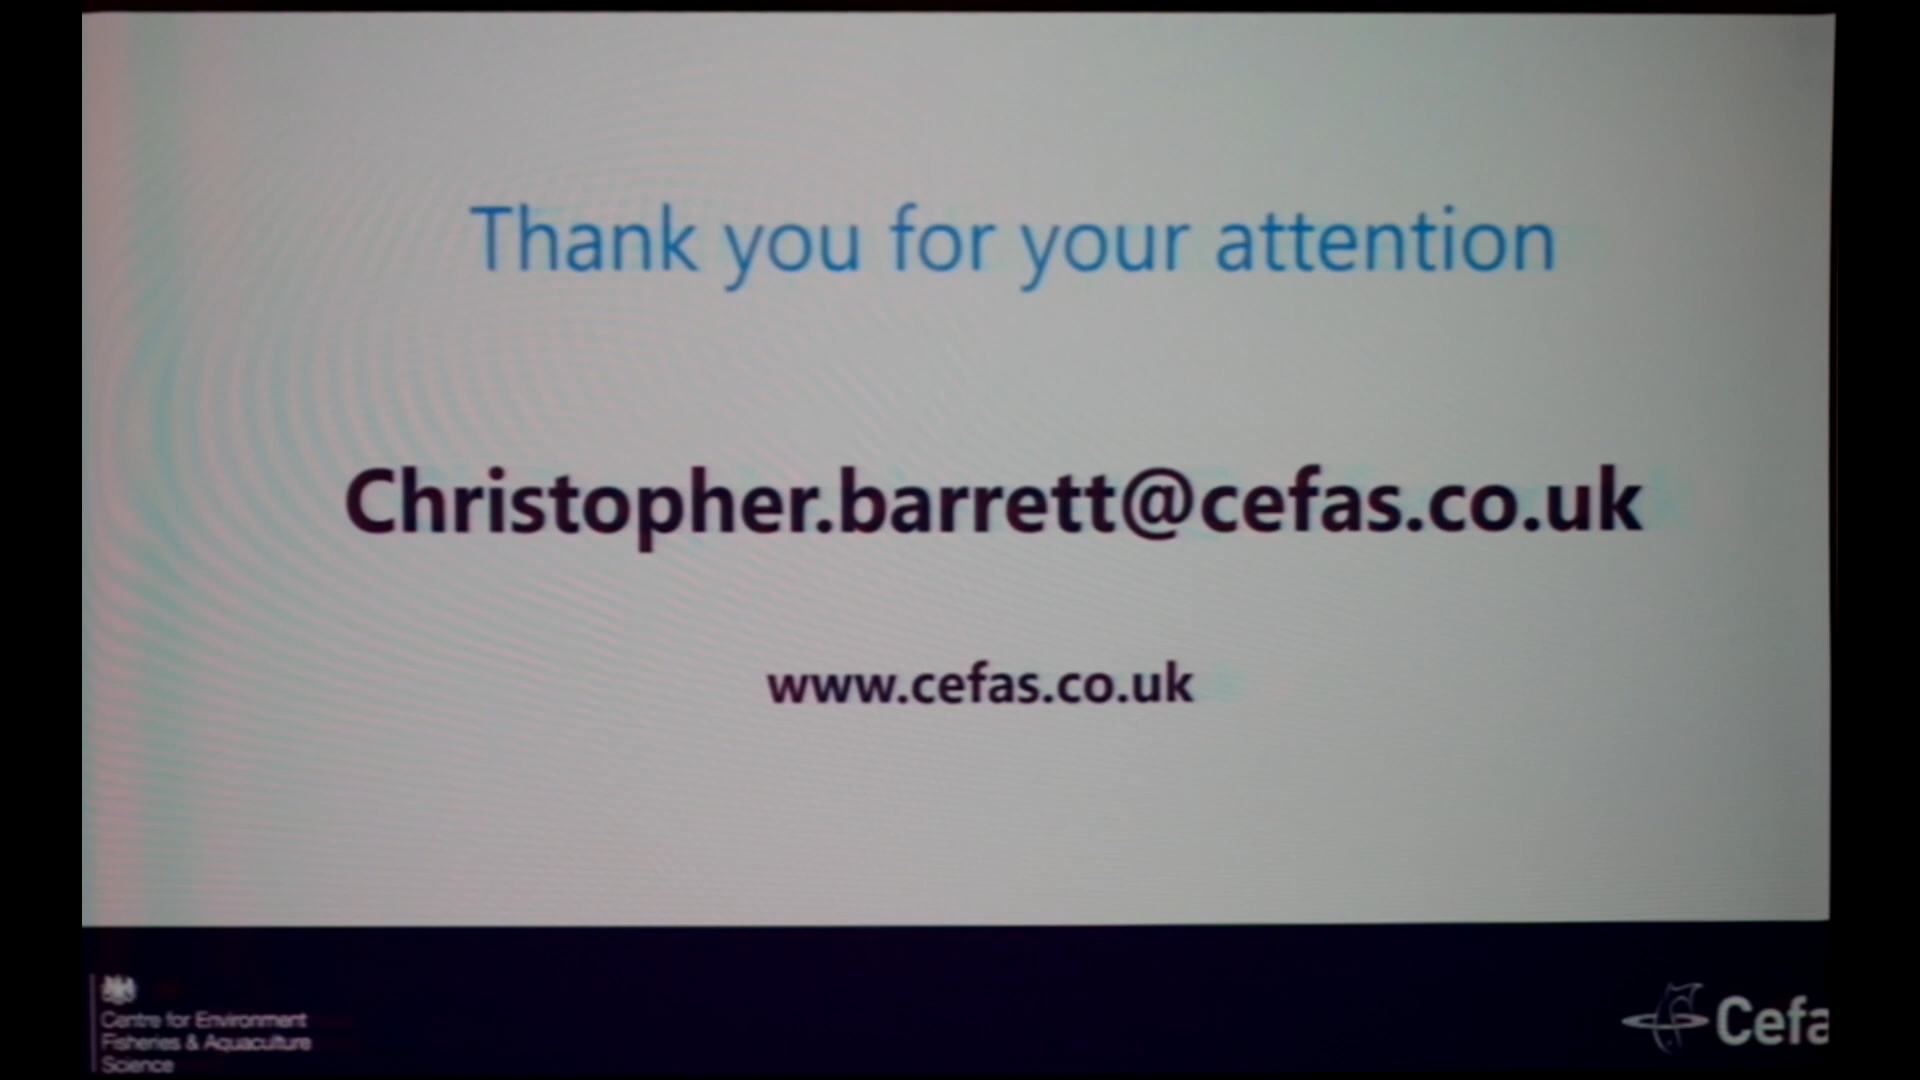 Thank you for your attention
Christopher.barrett@cefas.co.uk
www.cefas.co.uk
Centre for Environment
Fisheries & Aquaculture
Science
Cefa